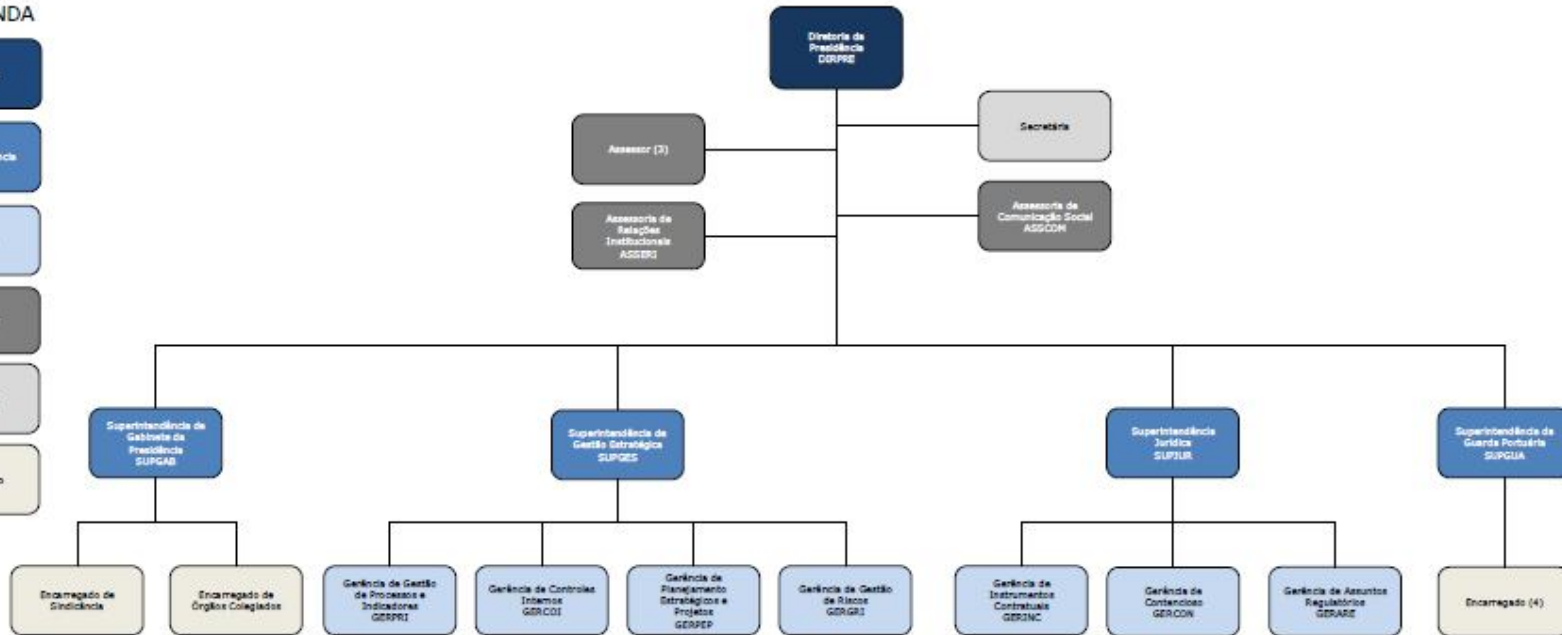 NDA
Diretoria da
Presidência
DIRPRE
Secretária
Assessor (3)
Assessoria de
Comunicação Social
ASSCOM
Assessoria de
Relações
Institucionais
ASSERI
Superintendência de
Gabinete da
Presidência
SUPGAB
Superintendência de
Gestão Estratégica
SUPGES
Superintendência
Jurídica
SUPJUR
Superintendência da
Guarda Portuária
SUPGUA
Encarregado de
Sindicância
Encarregado de
Órgãos Colegiados
Gerência de Gestão
de Processos e
Indicadores
GERPRI
Gerência de Controles
Internos
GERCOI
Gerência de
Planejamento
Estratégicos e
Projetos
GERPEP
Gerência de Gestão
de Riscos
GERGRI
Gerência de
Instrumentos
Contratuais
GERINC
Gerência de
Contencioso
GERCON
Gerência de Assuntos
Regulatórios
GERARE
Encarregado (4)